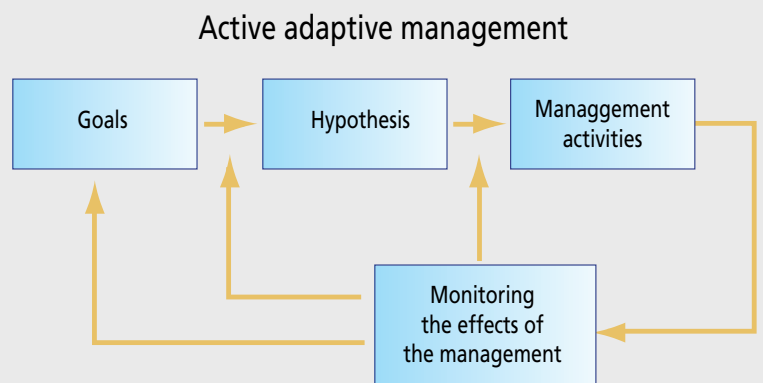 Active adaptive management
Goals
Hypothesis
Managgement
activities
Monitoring
the effects of
the management